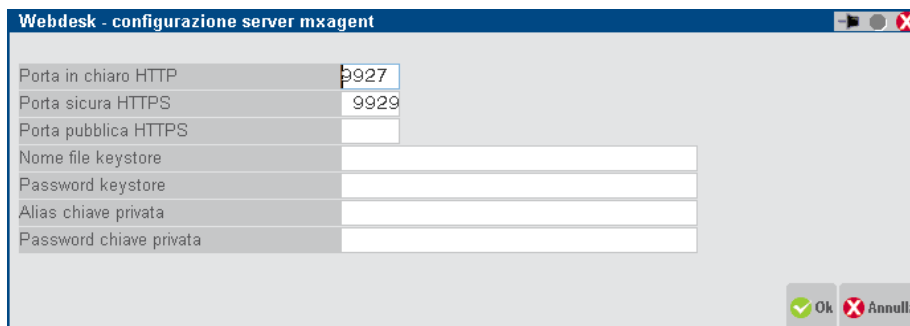 Webdesk - configurazione server mxagent
Porta in chiaro HTTP 9927
Porta sicura HTTPS 9929
Porta pubblica HTTPS
Nome file keystore
Password keystore
Alias chiave privata
Password chiave privata
Ok Annull